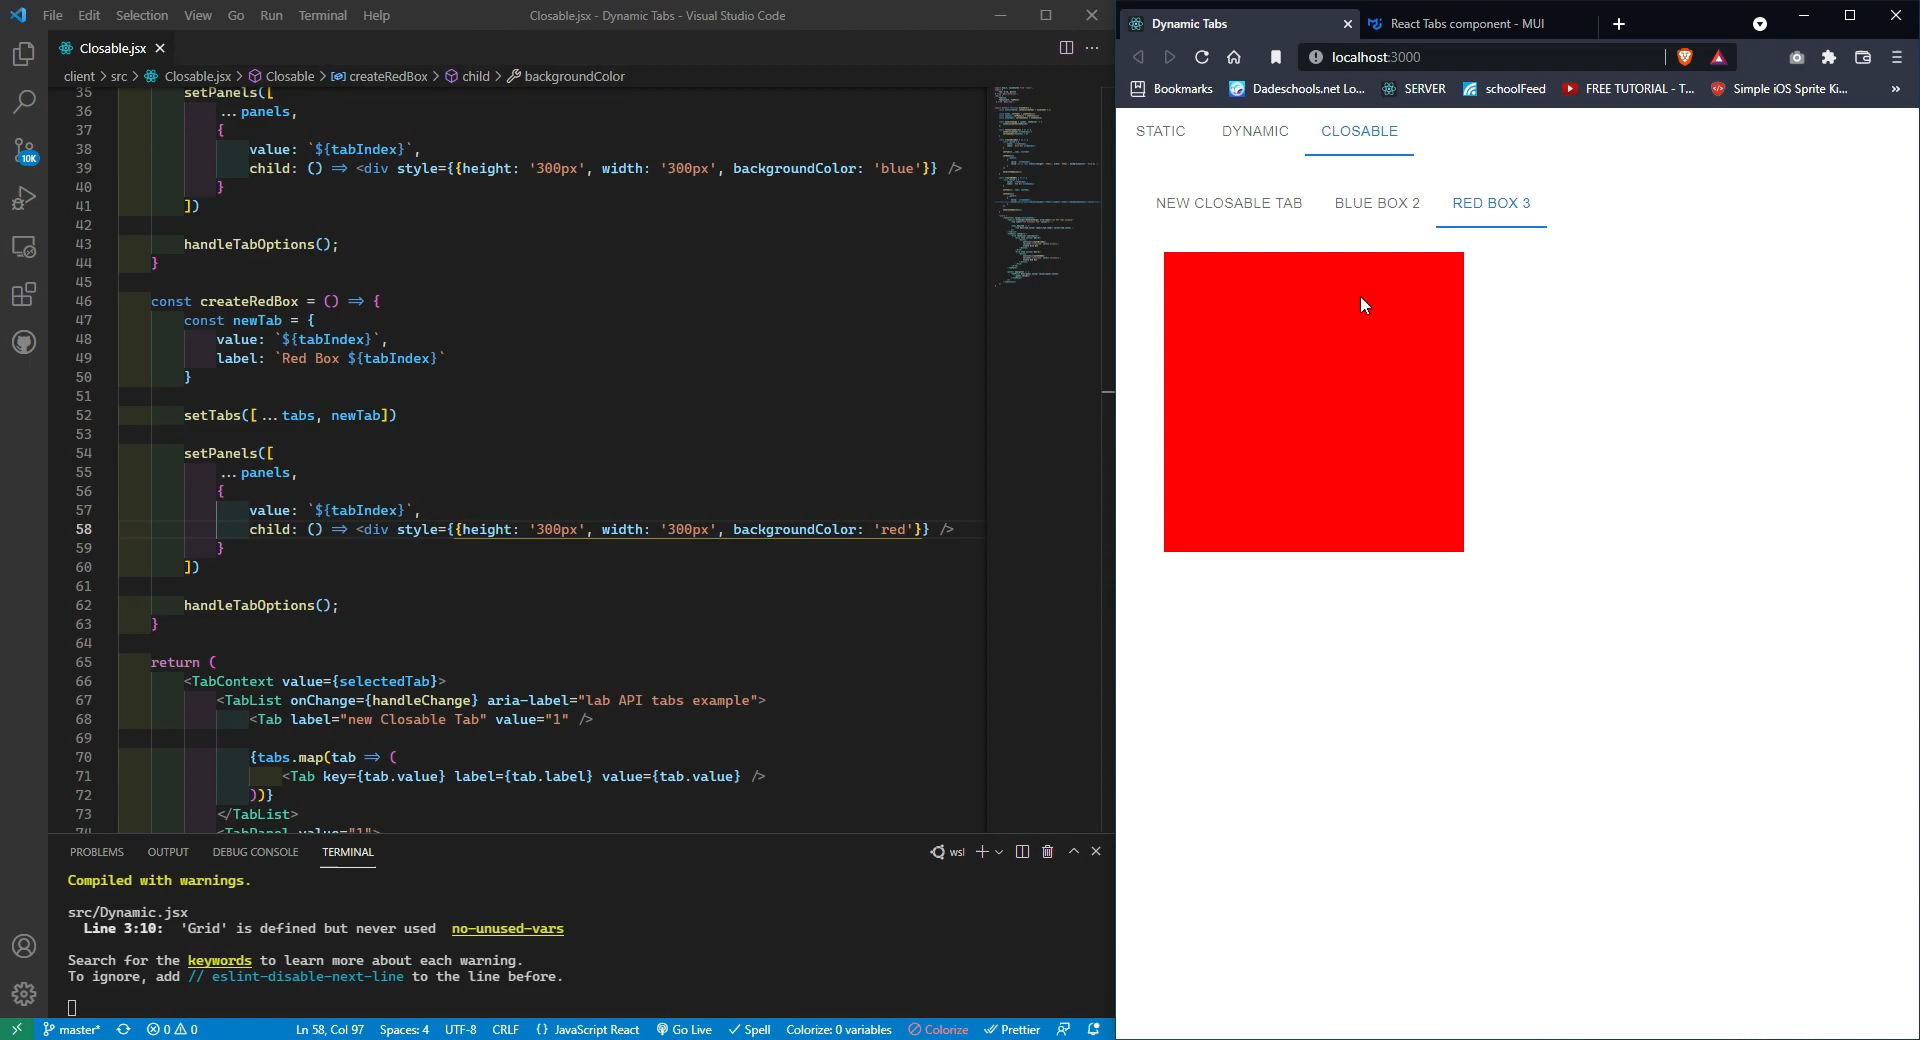 File Edit Selection View Go Run Terminal Help
Closable.jsx - Dynamic Tabs - Visual Studio Code
Closable.jsx
client > src > Closable.jsx > Closable > createRedBox > child > backgroundColor
35 setPanels([
36 ...panels,
37 {
38 value: `${tabIndex}`,
39 child: () => <div style={{height: '300px', width: '300px', backgroundColor: 'blue'}} />
40 }
41 ])
42
43 handleTabOptions();
44 }
45
46 const createRedBox = () => {
47 const newTab = {
48 value: `${tabIndex}`,
49 label: `Red Box ${tabIndex}`
50 }
51
52 setTabs([...tabs, newTab])
53
54 setPanels([
55 ...panels,
56 {
57 value: `${tabIndex}`,
58 child: () => <div style={{height: '300px', width: '300px', backgroundColor: 'red'}} />
59 }
60 ])
61
62 handleTabOptions();
63 }
64
65 return (
66 <TabContext value={selectedTab}>
67 <TabList onChange={handleChange} aria-label="lab API tabs example">
68 <Tab label="new Closable Tab" value="1" />
69
70 {tabs.map(tab => (
71 <Tab key={tab.value} label={tab.label} value={tab.value} />
72 ))}
73 </TabList>
74 <TabPanel value="1">
10K
PROBLEMS OUTPUT DEBUG CONSOLE TERMINAL
wsl
Compiled with warnings.
src/Dynamic.jsx
Line 3:10: 'Grid' is defined but never used no-unused-vars
Search for the keywords to learn more about each warning.
To ignore, add // eslint-disable-next-line to the line before.
master* 0 0 Ln 58, Col 97 Spaces: 4 UTF-8 CRLF {} JavaScript React Go Live Spell Colorize: 0 variables Colorize Prettier
Dynamic Tabs
React Tabs component - MUI
localhost:3000
Bookmarks Dadeschools.net Lo... SERVER schoolFeed FREE TUTORIAL - T... Simple iOS Sprite Ki... »
STATIC DYNAMIC CLOSABLE
NEW CLOSABLE TAB BLUE BOX 2 RED BOX 3